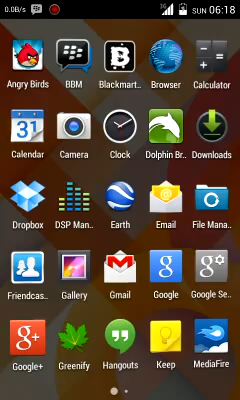 0.0B/s 3G SUN 06:18
Angry Birds BBM Blackmart... Browser Calculator
31
Calendar Camera Clock Dolphin Br.. Downloads
Dropbox DSP Man.. Earth Email File Mana..
Friendcas.. Gallery Gmail Google Google Se..
Google+ Greenify Hangouts Keep MediaFire